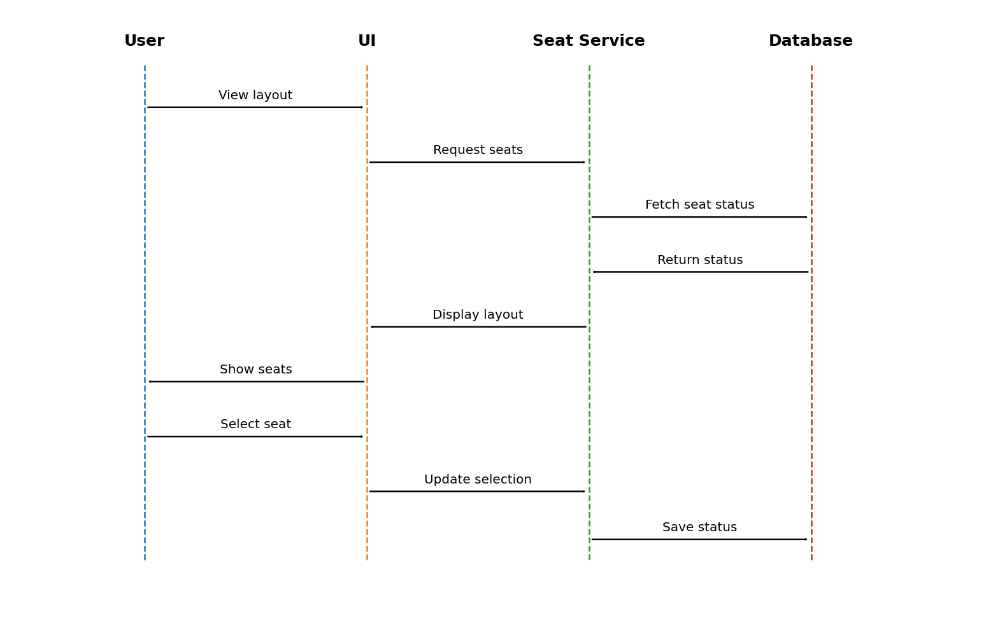 User
UI
Seat Service
Database
View layout
Request seats
Fetch seat status
Return status
Display layout
Show seats
Select seat
Update selection
Save status